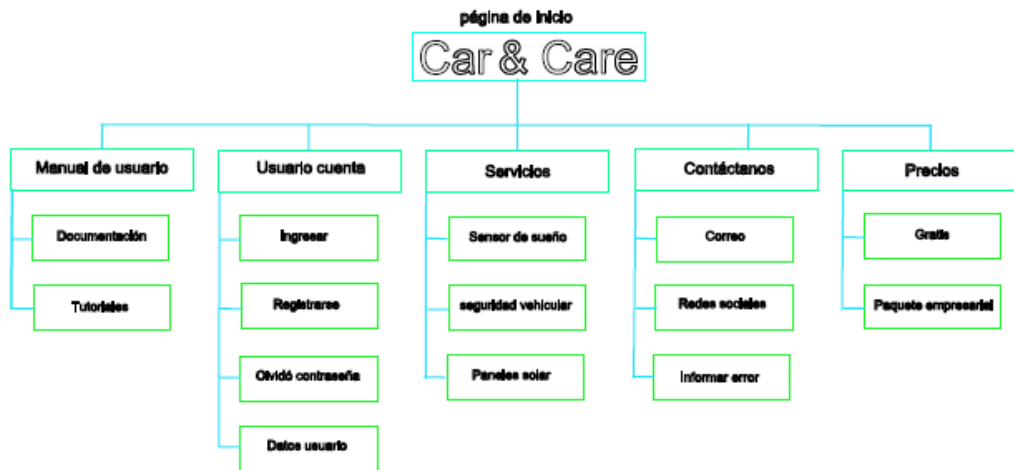 página de inicio
Car & Care
Manual de usuario
Documentación
Tutoriales
Usuario cuenta
Ingresar
Registrarse
Olvidó contraseña
Datos usuario
Servicios
Sensor de sueño
seguridad vehicular
Paneles solar
Contáctanos
Correo
Redes sociales
Informar error
Precios
Gratis
Paquete empresarial